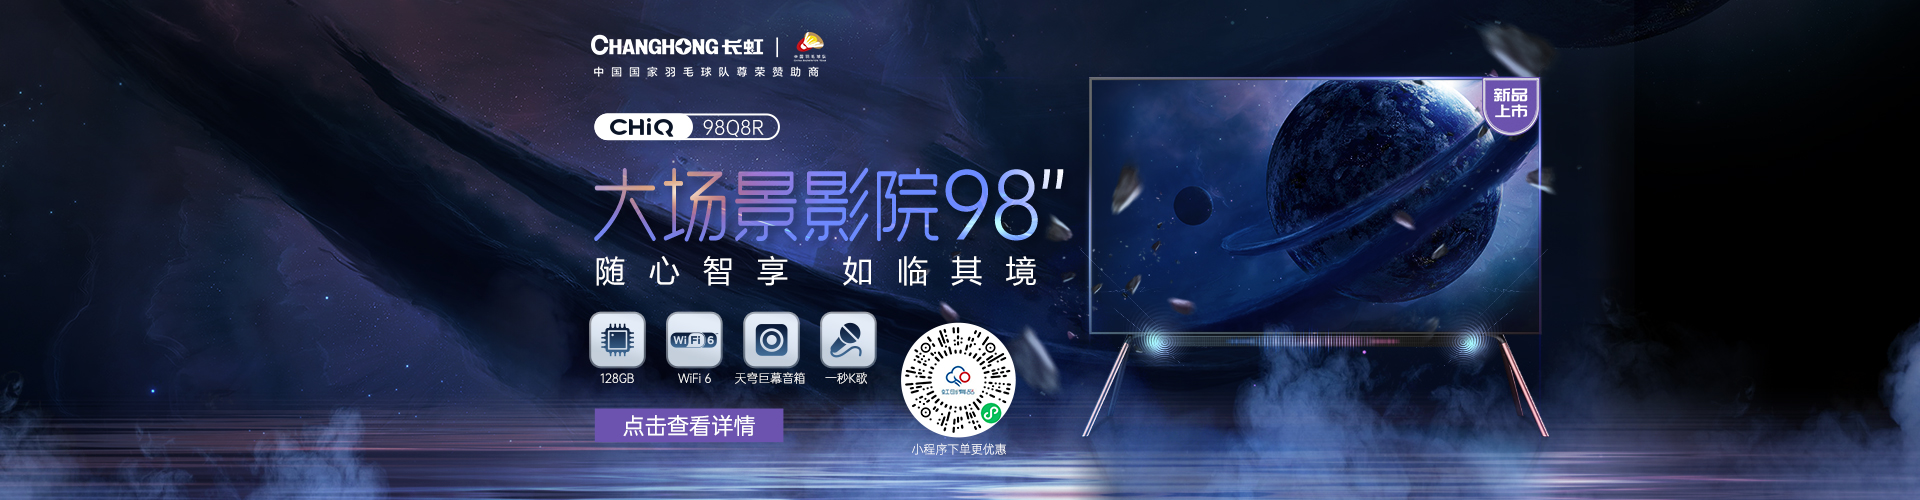 CHANGHONG 长虹
中国国家羽毛球队尊荣赞助商
CHiQ 98Q8R
大场景影院98"
随心智享 如临其境
WiFi 6
128GB
WiFi 6
天穹巨幕音箱
一秒K歌
点击查看详情
小程序下单更优惠
新品
上市